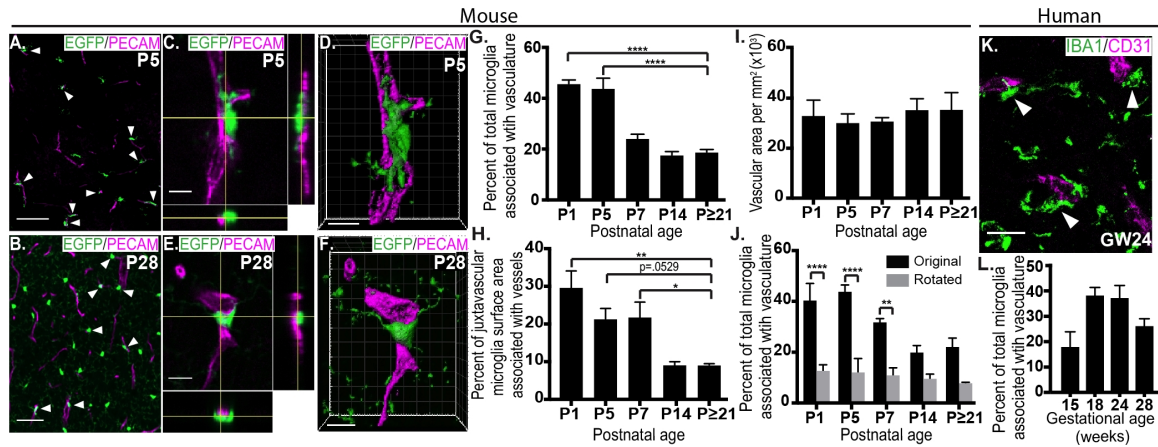 Mouse
Human
A. EGFP/PECAM
P5
C. EGFP/PECAM
P5
D. EGFP/PECAM
P5
B. EGFP/PECAM
P28
E. EGFP/PECAM
P28
F. EGFP/PECAM
P28
G.
Percent of total microglia
associated wtih vasculature
60
40
20
0
P1 P5 P7 P14 P≥21
Postnatal age
****
****
H.
Percent of juxtavascular
microglia surface area
associated with vessels
40
30
20
10
0
P1 P5 P7 P14 P≥21
Postnatal age
**
p=.0529
*
I.
Vascular area per mm² (x10³)
60
40
20
0
P1 P5 P7 P14 P≥21
Postnatal age
J.
Percent of total microglia
associated wtih vasculature
60
40
20
0
P1 P5 P7 P14 P≥21
Postnatal age
Original
Rotated
****
****
**
K. IBA1/CD31
GW24
L.
Percent of total microglia
associated with vasculature
50
40
30
20
10
0
15 18 24 28
Gestational age
(weeks)